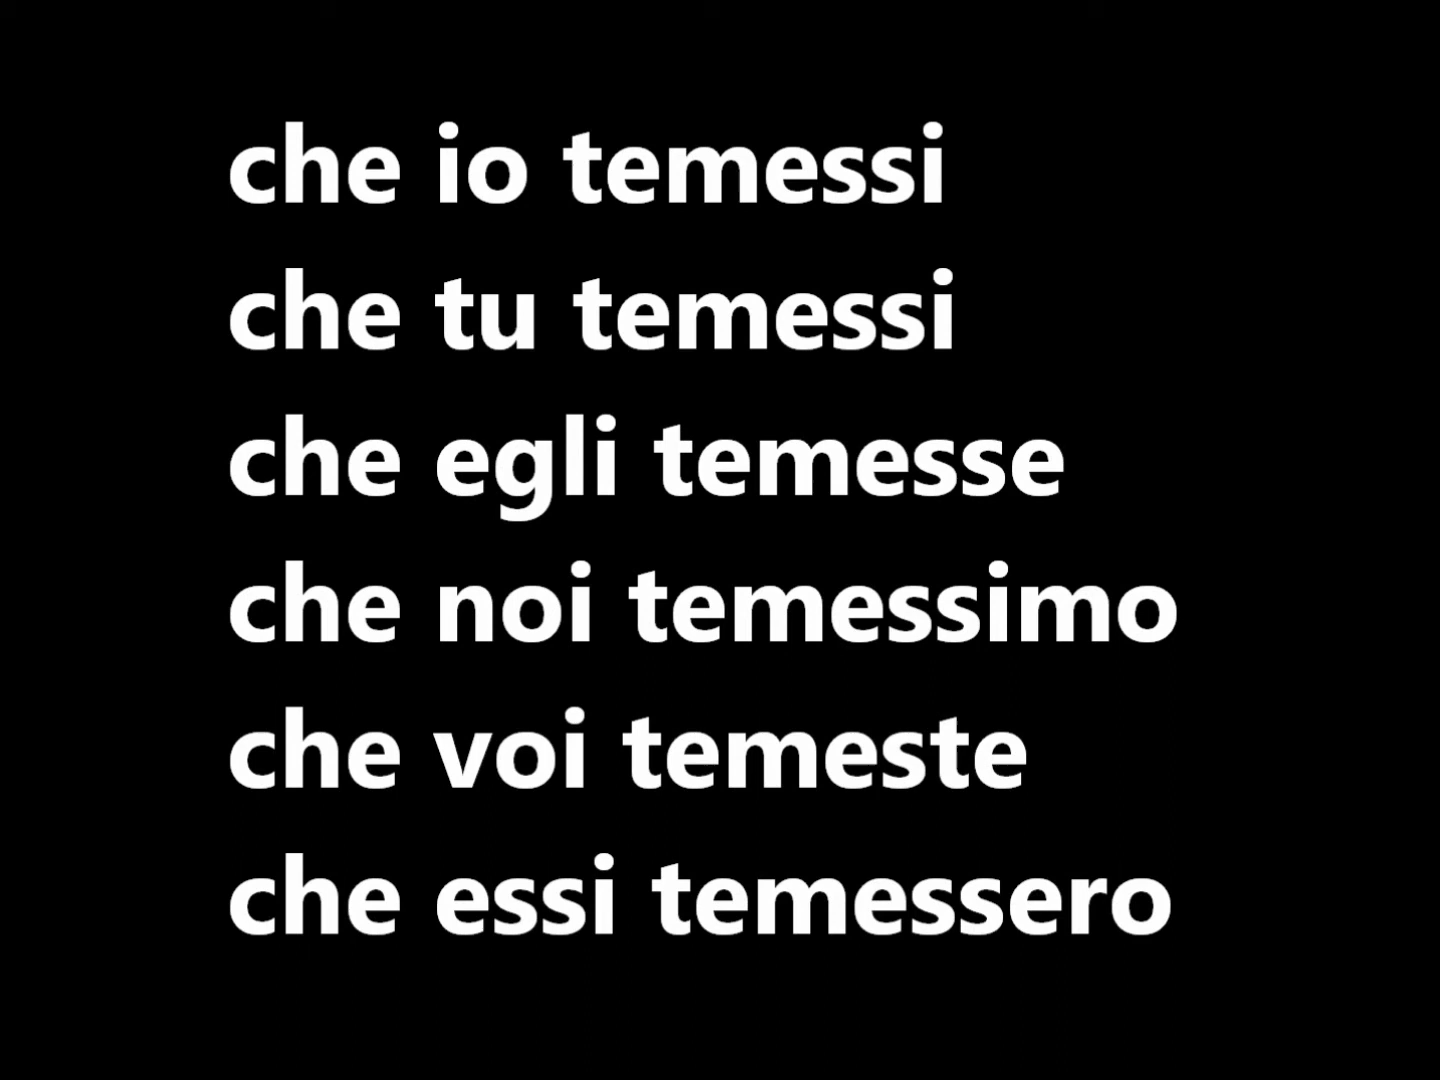 che io temessi
che tu temessi
che egli temesse
che noi temessimo
che voi temeste
che essi temessero